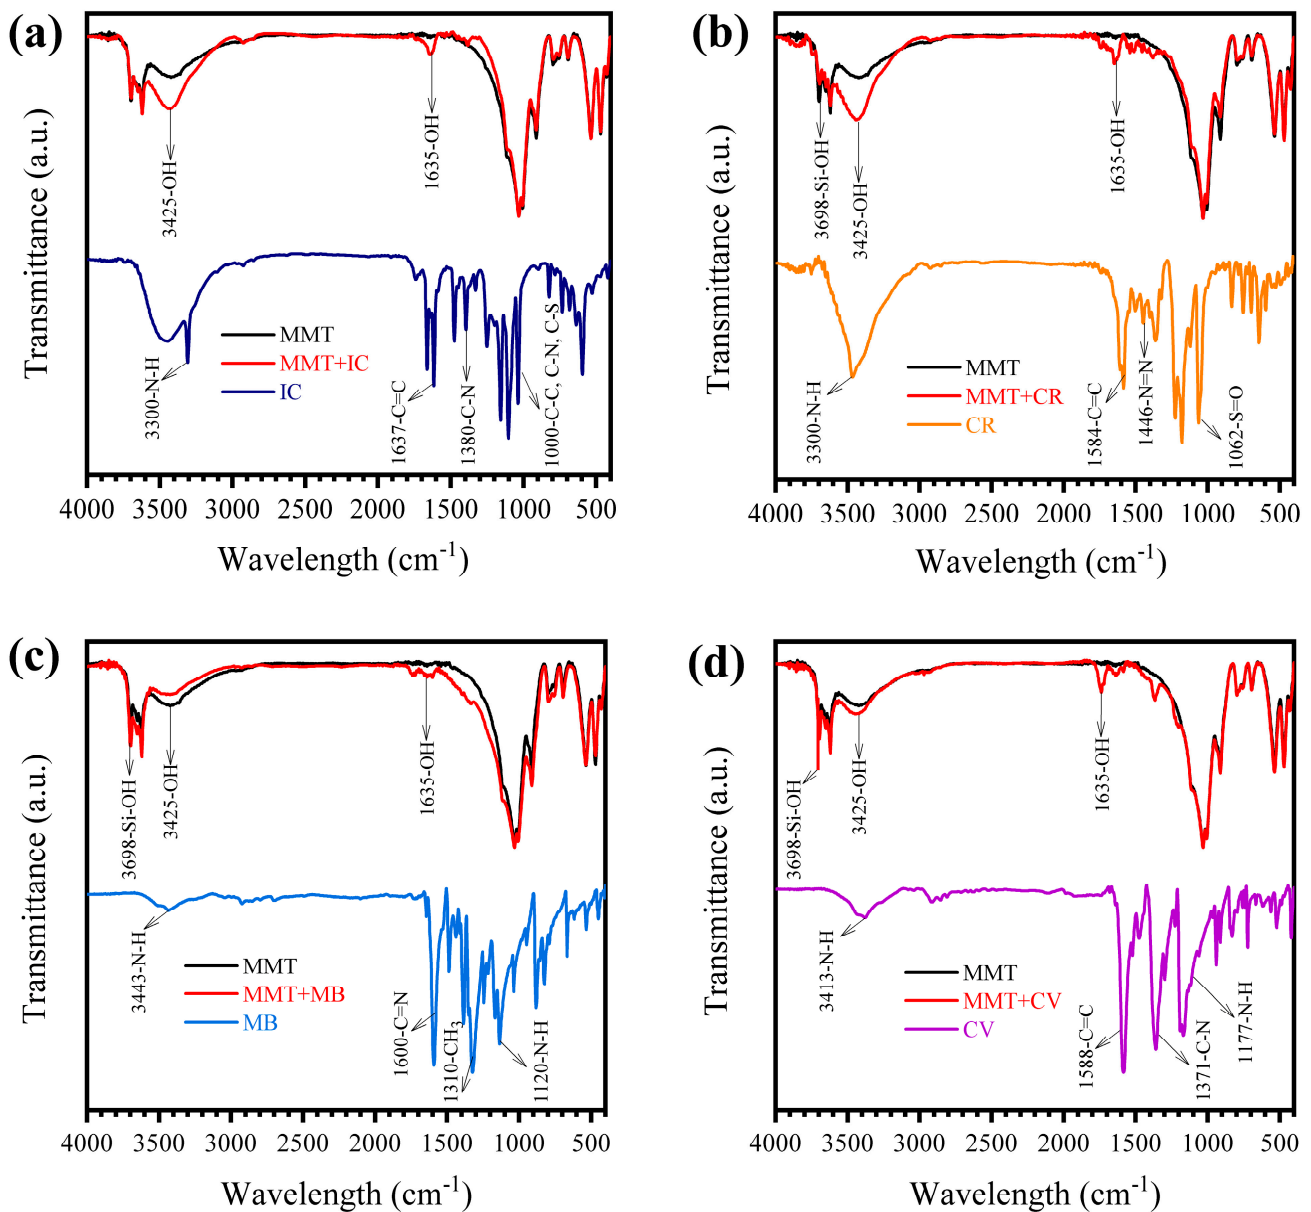 (a)
Transmittance (a.u.)
3425-OH
1635-OH
3300-N-H
1637-C=C
1380-C-N
1000-C-C, C-N, C-S
MMT
MMT+IC
IC
4000 3500 3000 2500 2000 1500 1000 500
Wavelength (cm-1)
(b)
Transmittance (a.u.)
3698-Si-OH
3425-OH
1635-OH
3300-N-H
1584-C=C
1446-N=N
1062-S=O
MMT
MMT+CR
CR
4000 3500 3000 2500 2000 1500 1000 500
Wavelength (cm-1)
(c)
Transmittance (a.u.)
3698-Si-OH
3425-OH
1635-OH
3443-N-H
1600-C=N
1310-CH3
1120-N-H
MMT
MMT+MB
MB
4000 3500 3000 2500 2000 1500 1000 500
Wavelength (cm-1)
(d)
Transmittance (a.u.)
3698-Si-OH
3425-OH
1635-OH
3413-N-H
1588-C=C
1371-C-N
1177-N-H
MMT
MMT+CV
CV
4000 3500 3000 2500 2000 1500 1000 500
Wavelength (cm-1)